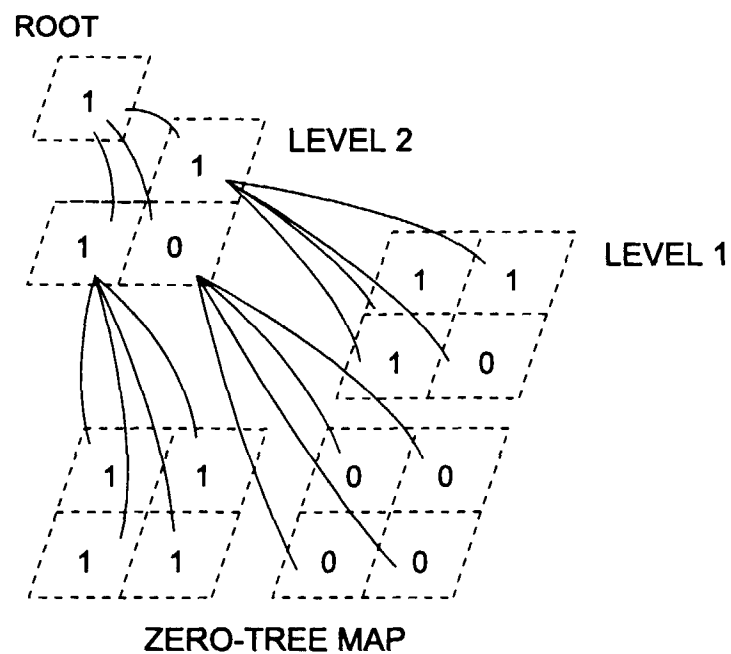 ROOT
1
1
LEVEL 2
1 0
LEVEL 1
1 1
1 0
1 1
0 0
1 1
0 0
ZERO-TREE MAP